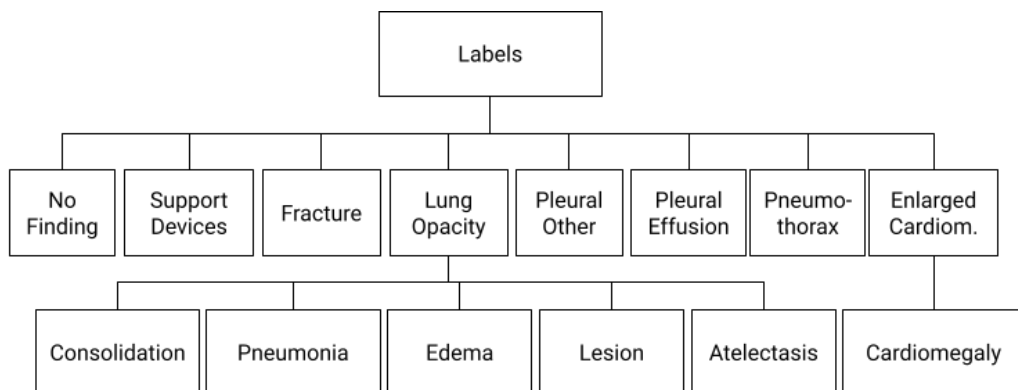 Labels
No
Finding
Support
Devices
Fracture
Lung
Opacity
Pleural
Other
Pleural
Effusion
Pneumo-
thorax
Enlarged
Cardiom.
Consolidation
Pneumonia
Edema
Lesion
Atelectasis
Cardiomegaly